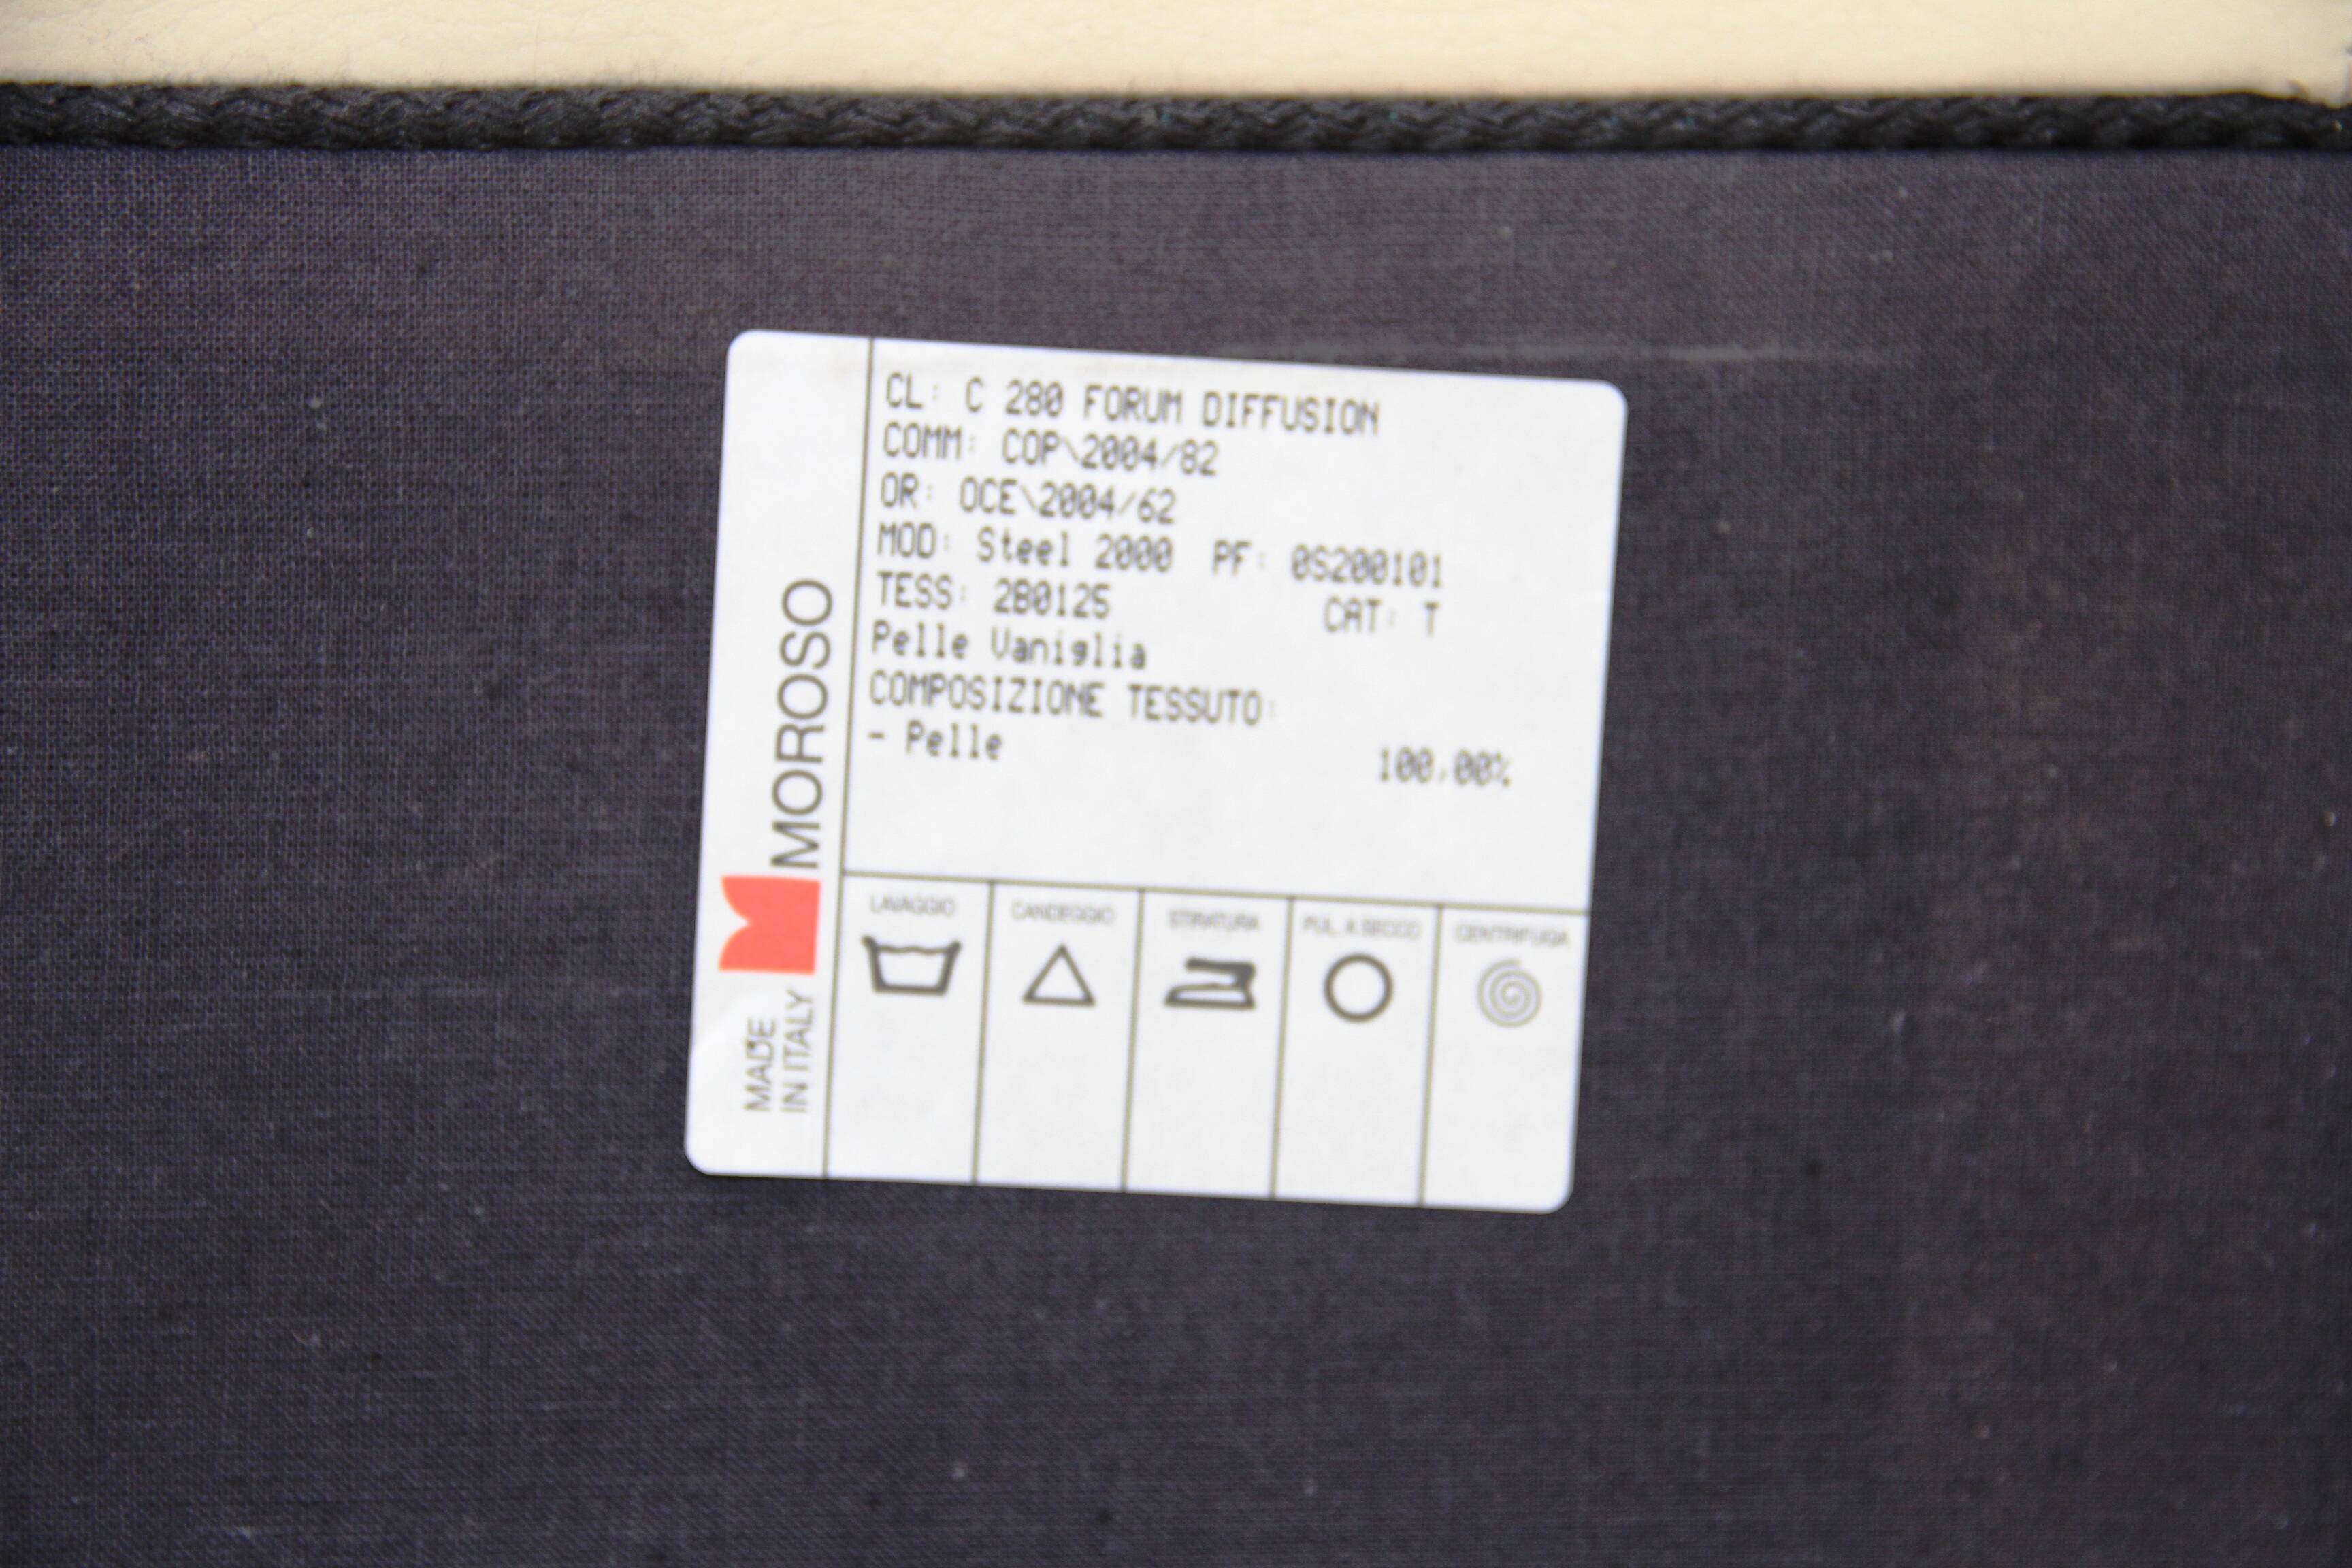 CL: C 280 FORUM DIFFUSION
COMM: COP\2004/82
OR: OCE\2004/62
MOD: Steel 2000 PF: 0S200101
TESS: 2B0125 CAT: T
Pelle Vaniglia
COMPOSIZIONE TESSUTO:
- Pelle 100,00%
MOROSO
MADE
IN ITALY
LAVAGGIO CANDEGGIO STIRATURA PUL. A SECCO CENTRIFUGA